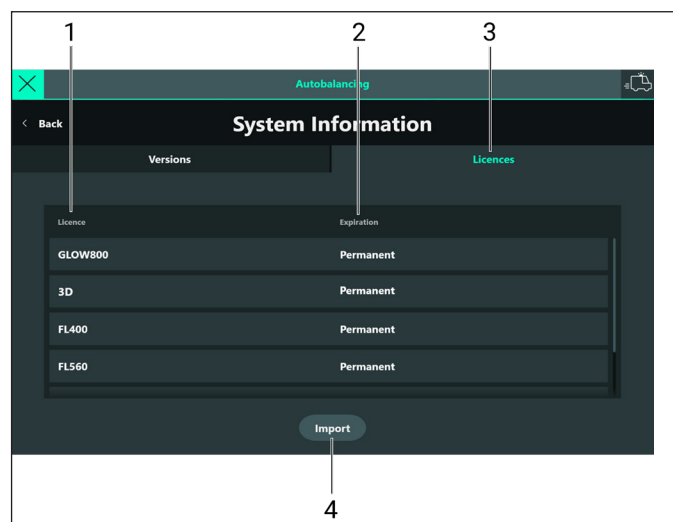 1 2 3
Autobalancing
< Back System Information
Versions Licences
Licence Expiration
GLOW800 Permanent
3D Permanent
FL400 Permanent
FL560 Permanent
Import
4